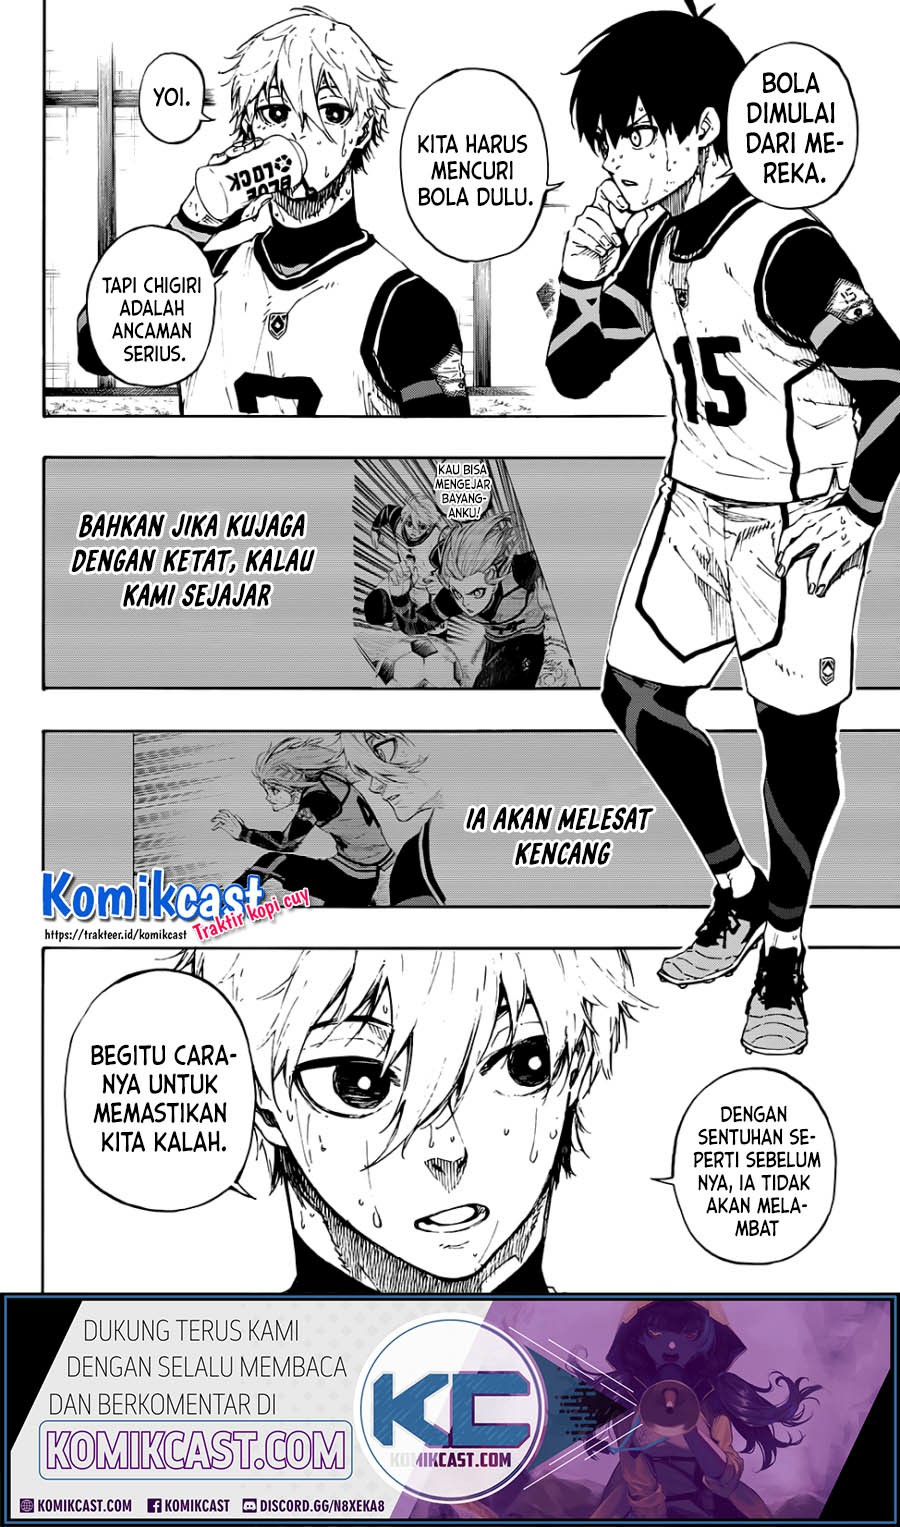 BOLA
DIMULAI
DARI ME-
REKA.
KITA HARUS
MENCURI
BOLA DULU.
YOI.
BLUE
LOCK
TAPI CHIGIRI
ADALAH
ANCAMAN
SERIUS.
15
15
KAU BISA
MENGEJAR
BAYANG-
ANKU!
BAHKAN JIKA KUJAGA
DENGAN KETAT, KALAU
KAMI SEJAJAR
IA AKAN MELESAT
KENCANG
Komikcast
Traktir kopi cuy
https://trakteer.id/komikcast
DENGAN
SENTUHAN SE-
PERTI SEBELUM
NYA, IA TIDAK
AKAN MELA-
MBAT
BEGITU CARA-
NYA UNTUK
MEMASTIKAN
KITA KALAH.
DUKUNG TERUS KAMI
DENGAN SELALU MEMBACA
DAN BERKOMENTAR DI
KOMIKCAST.COM
KC
KOMIKCAST.COM
KOMIKCAST.COM
KOMIKCAST
DISCORD.GG/N8XEKA8